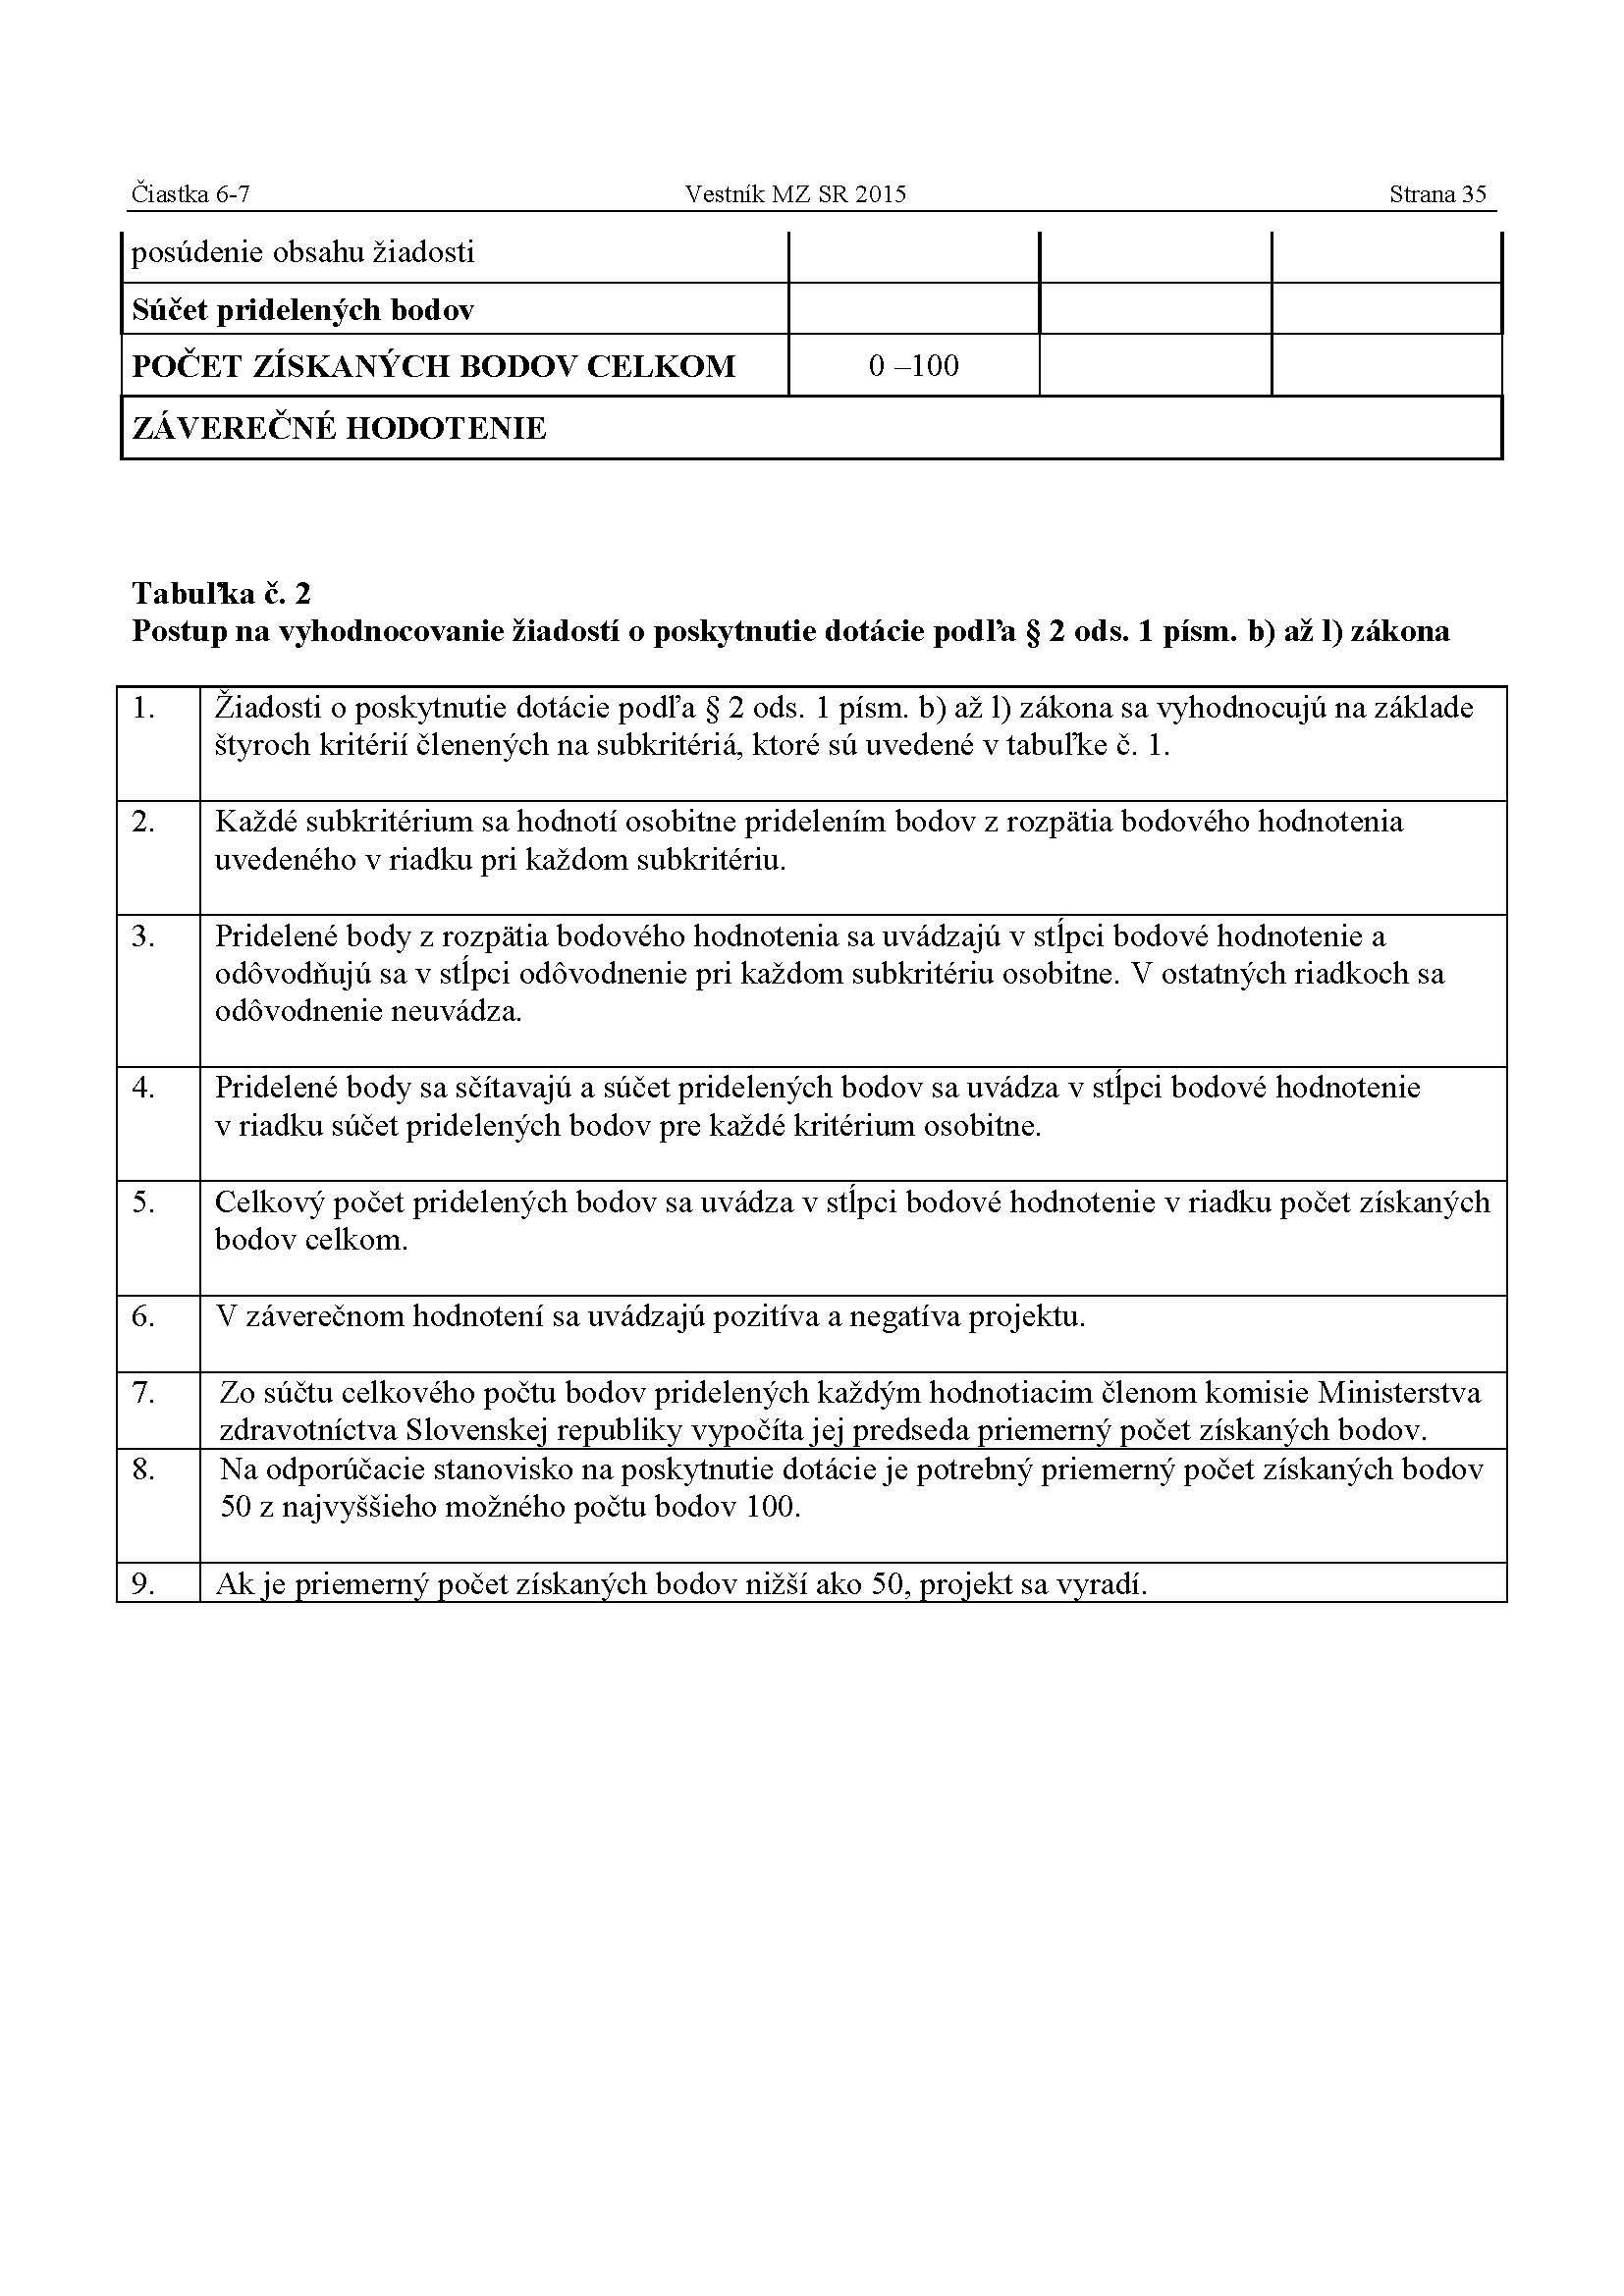 Čiastka 6-7 Vestník MZ SR 2015 Strana 35
posúdenie obsahu žiadosti
Súčet pridelených bodov
POČET ZÍSKANÝCH BODOV CELKOM 0 –100
ZÁVEREČNÉ HODOTENIE
Tabuľka č. 2
Postup na vyhodnocovanie žiadostí o poskytnutie dotácie podľa § 2 ods. 1 písm. b) až l) zákona
1. Žiadosti o poskytnutie dotácie podľa § 2 ods. 1 písm. b) až l) zákona sa vyhodnocujú na základe
štyroch kritérií členených na subkritériá, ktoré sú uvedené v tabuľke č. 1.
2. Každé subkritérium sa hodnotí osobitne pridelením bodov z rozpätia bodového hodnotenia
uvedeného v riadku pri každom subkritériu.
3. Pridelené body z rozpätia bodového hodnotenia sa uvádzajú v stĺpci bodové hodnotenie a
odôvodňujú sa v stĺpci odôvodnenie pri každom subkritériu osobitne. V ostatných riadkoch sa
odôvodnenie neuvádza.
4. Pridelené body sa sčítavajú a súčet pridelených bodov sa uvádza v stĺpci bodové hodnotenie
v riadku súčet pridelených bodov pre každé kritérium osobitne.
5. Celkový počet pridelených bodov sa uvádza v stĺpci bodové hodnotenie v riadku počet získaných
bodov celkom.
6. V záverečnom hodnotení sa uvádzajú pozitíva a negatíva projektu.
7. Zo súčtu celkového počtu bodov pridelených každým hodnotiacim členom komisie Ministerstva
zdravotníctva Slovenskej republiky vypočíta jej predseda priemerný počet získaných bodov.
8. Na odporúčacie stanovisko na poskytnutie dotácie je potrebný priemerný počet získaných bodov
50 z najvyššieho možného počtu bodov 100.
9. Ak je priemerný počet získaných bodov nižší ako 50, projekt sa vyradí.